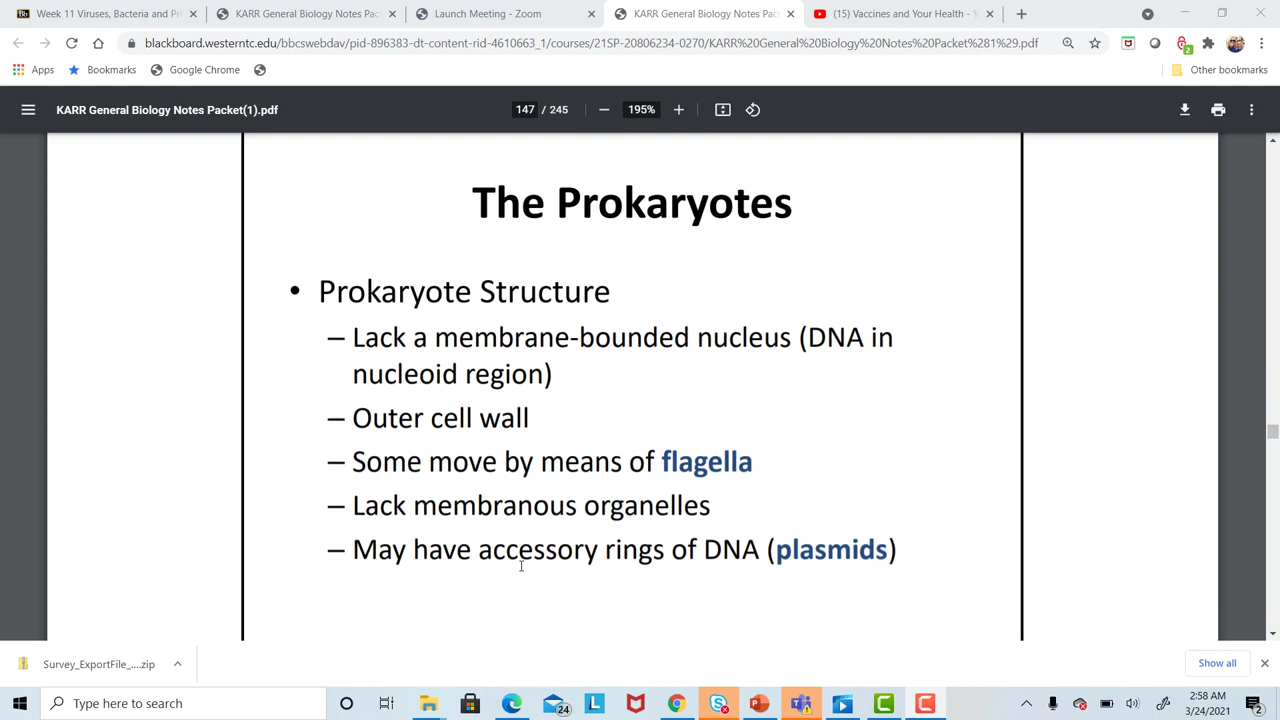 Week 11 Viruses, Bacteria and Pr
KARR General Biology Notes Pack
Launch Meeting - Zoom
KARR General Biology Notes Pack
(15) Vaccines and Your Health - Y
blackboard.westerntc.edu/bbcswebdav/pid-896383-dt-content-rid-4610663_1/courses/21SP-20806234-0270/KARR%20General%20Biology%20Notes%20Packet%281%29.pdf
Apps
Bookmarks
Google Chrome
Other bookmarks
KARR General Biology Notes Packet(1).pdf
147 / 245
195%
The Prokaryotes
• Prokaryote Structure
– Lack a membrane-bounded nucleus (DNA in
nucleoid region)
– Outer cell wall
– Some move by means of flagella
– Lack membranous organelles
– May have accessory rings of DNA (plasmids)
Survey_ExportFile_....zip
Show all
Type here to search
24
2:58 AM
3/24/2021
2